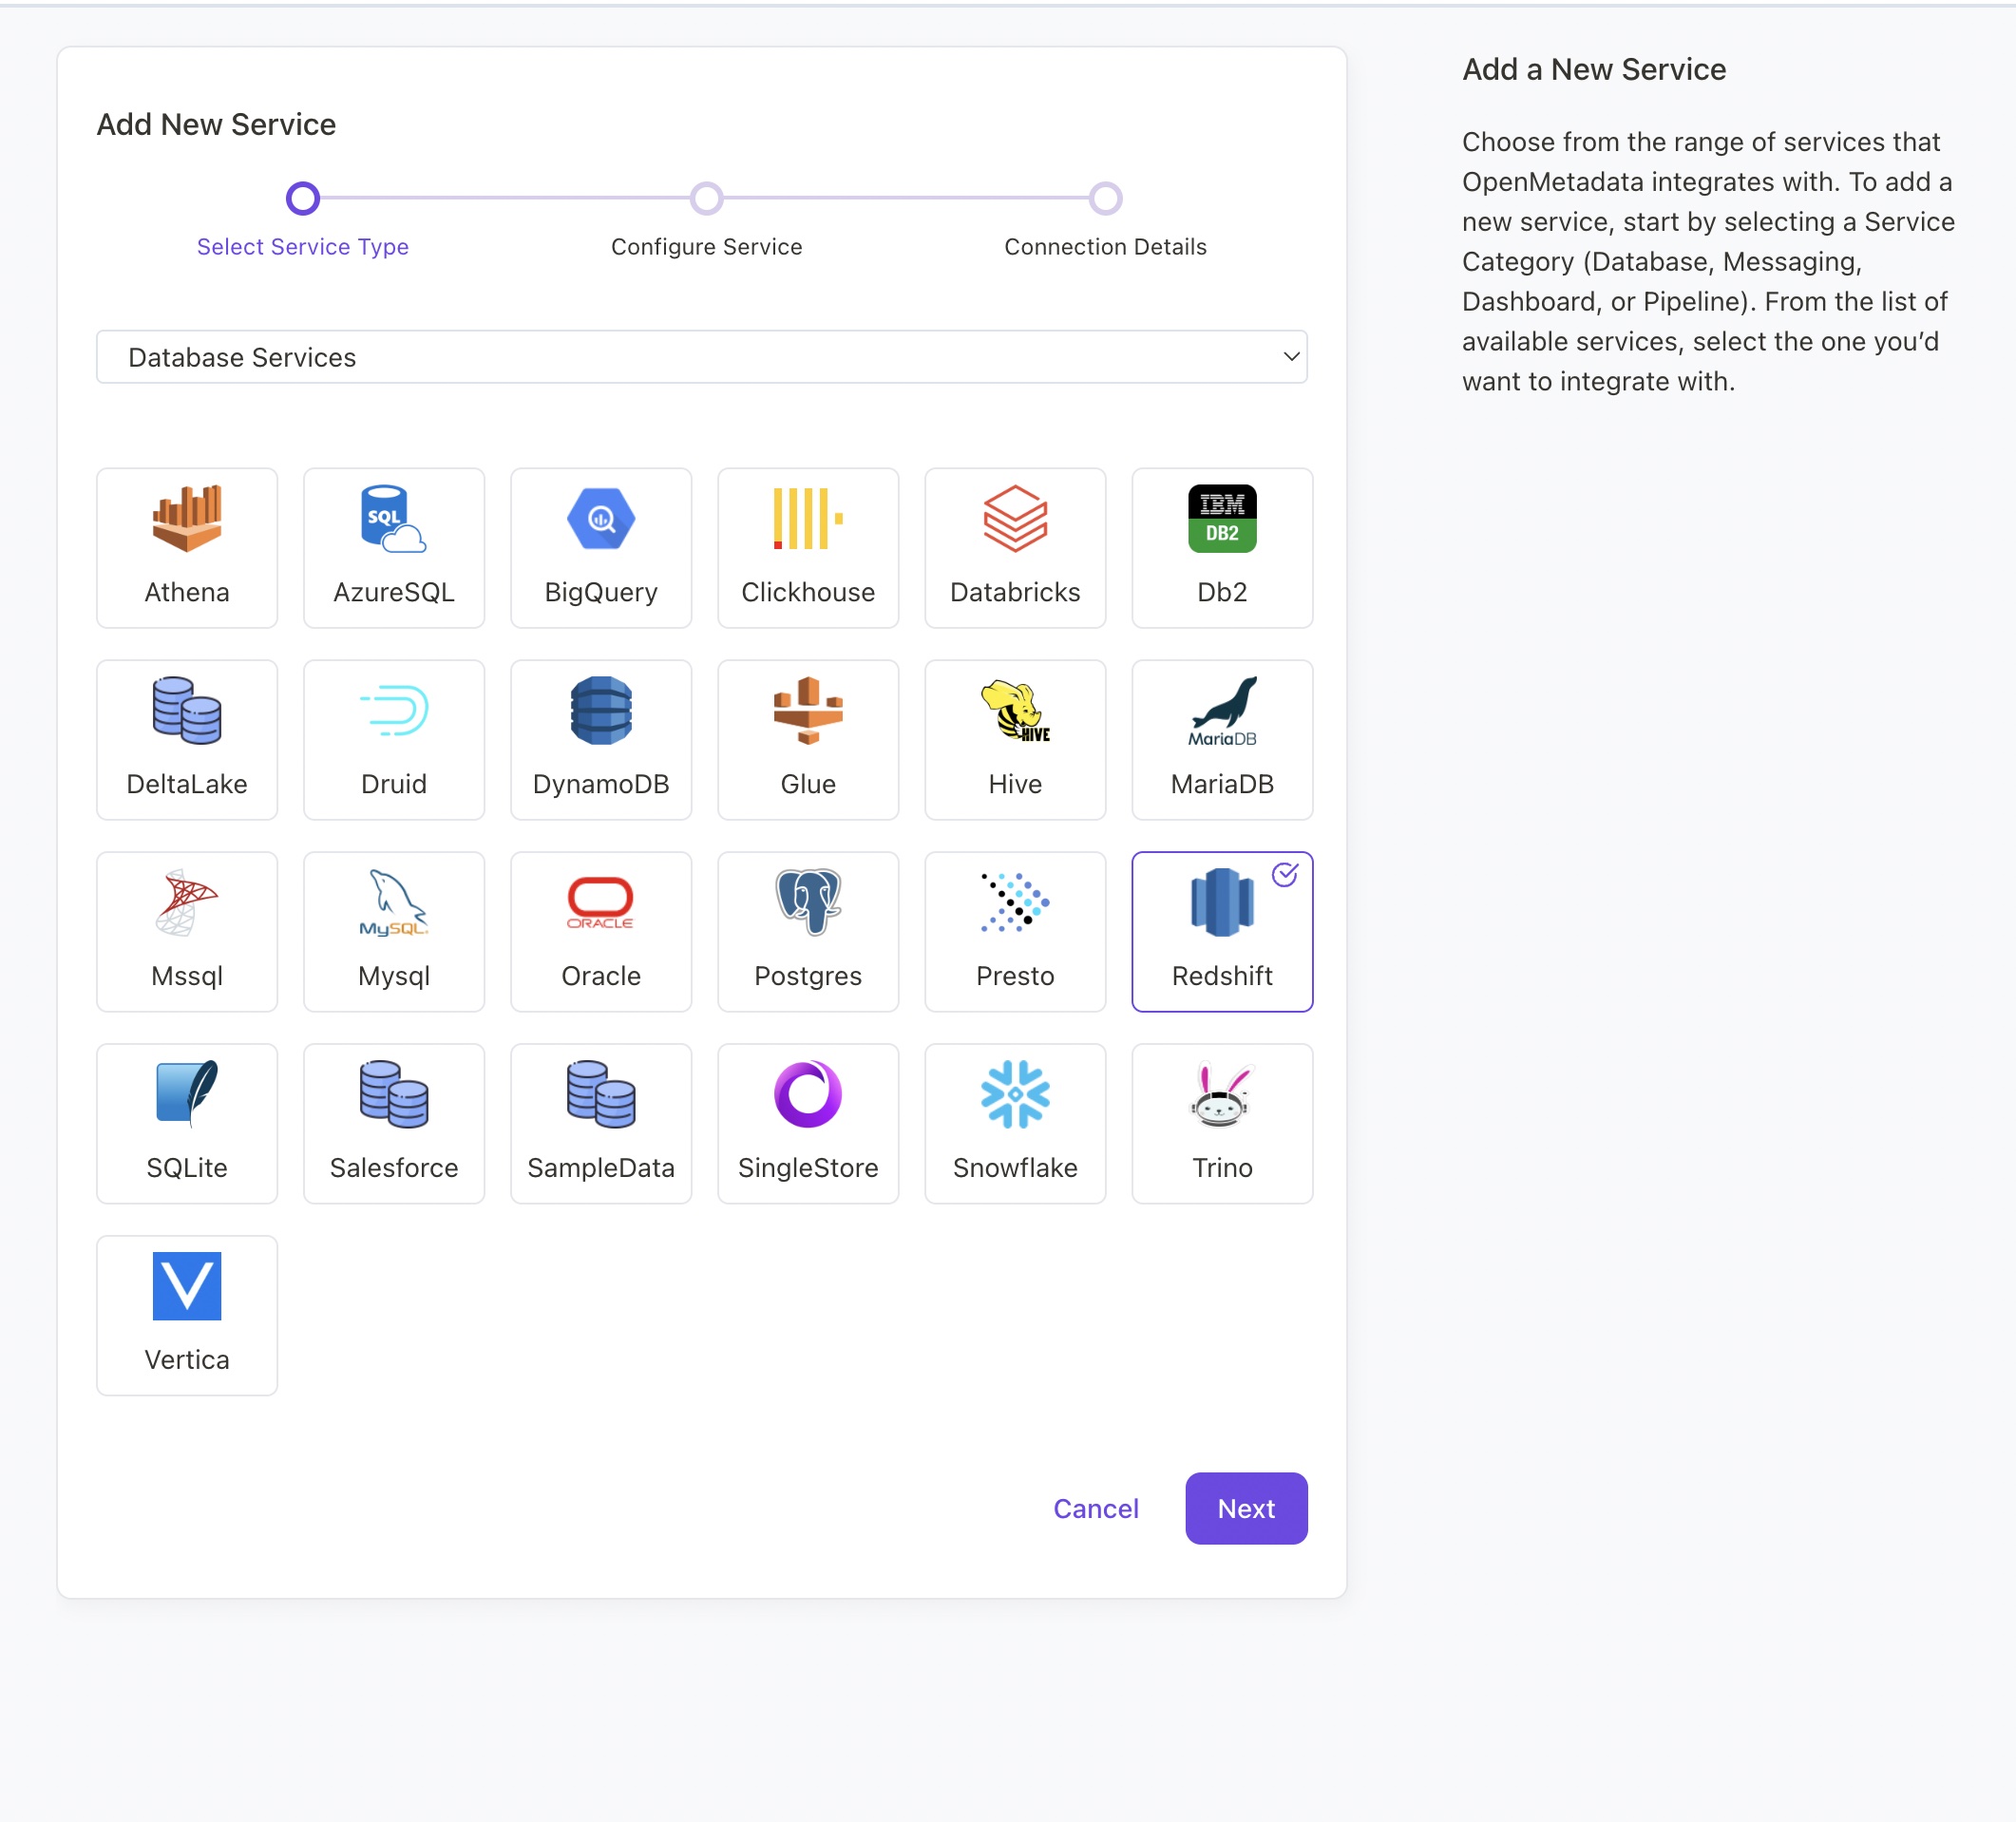 Add New Service
Select Service Type
Configure Service
Connection Details
Database Services
Athena
SQL
AzureSQL
BigQuery
Clickhouse
Databricks
IBM
DB2
Db2
DeltaLake
Druid
DynamoDB
Glue
HIVE
Hive
MariaDB
MariaDB
Mssql
MySQL
Mysql
ORACLE
Oracle
Postgres
Presto
Redshift
SQLite
Salesforce
SampleData
SingleStore
Snowflake
Trino
Vertica
Cancel
Next
Add a New Service
Choose from the range of services that
OpenMetadata integrates with. To add a
new service, start by selecting a Service
Category (Database, Messaging,
Dashboard, or Pipeline). From the list of
available services, select the one you’d
want to integrate with.